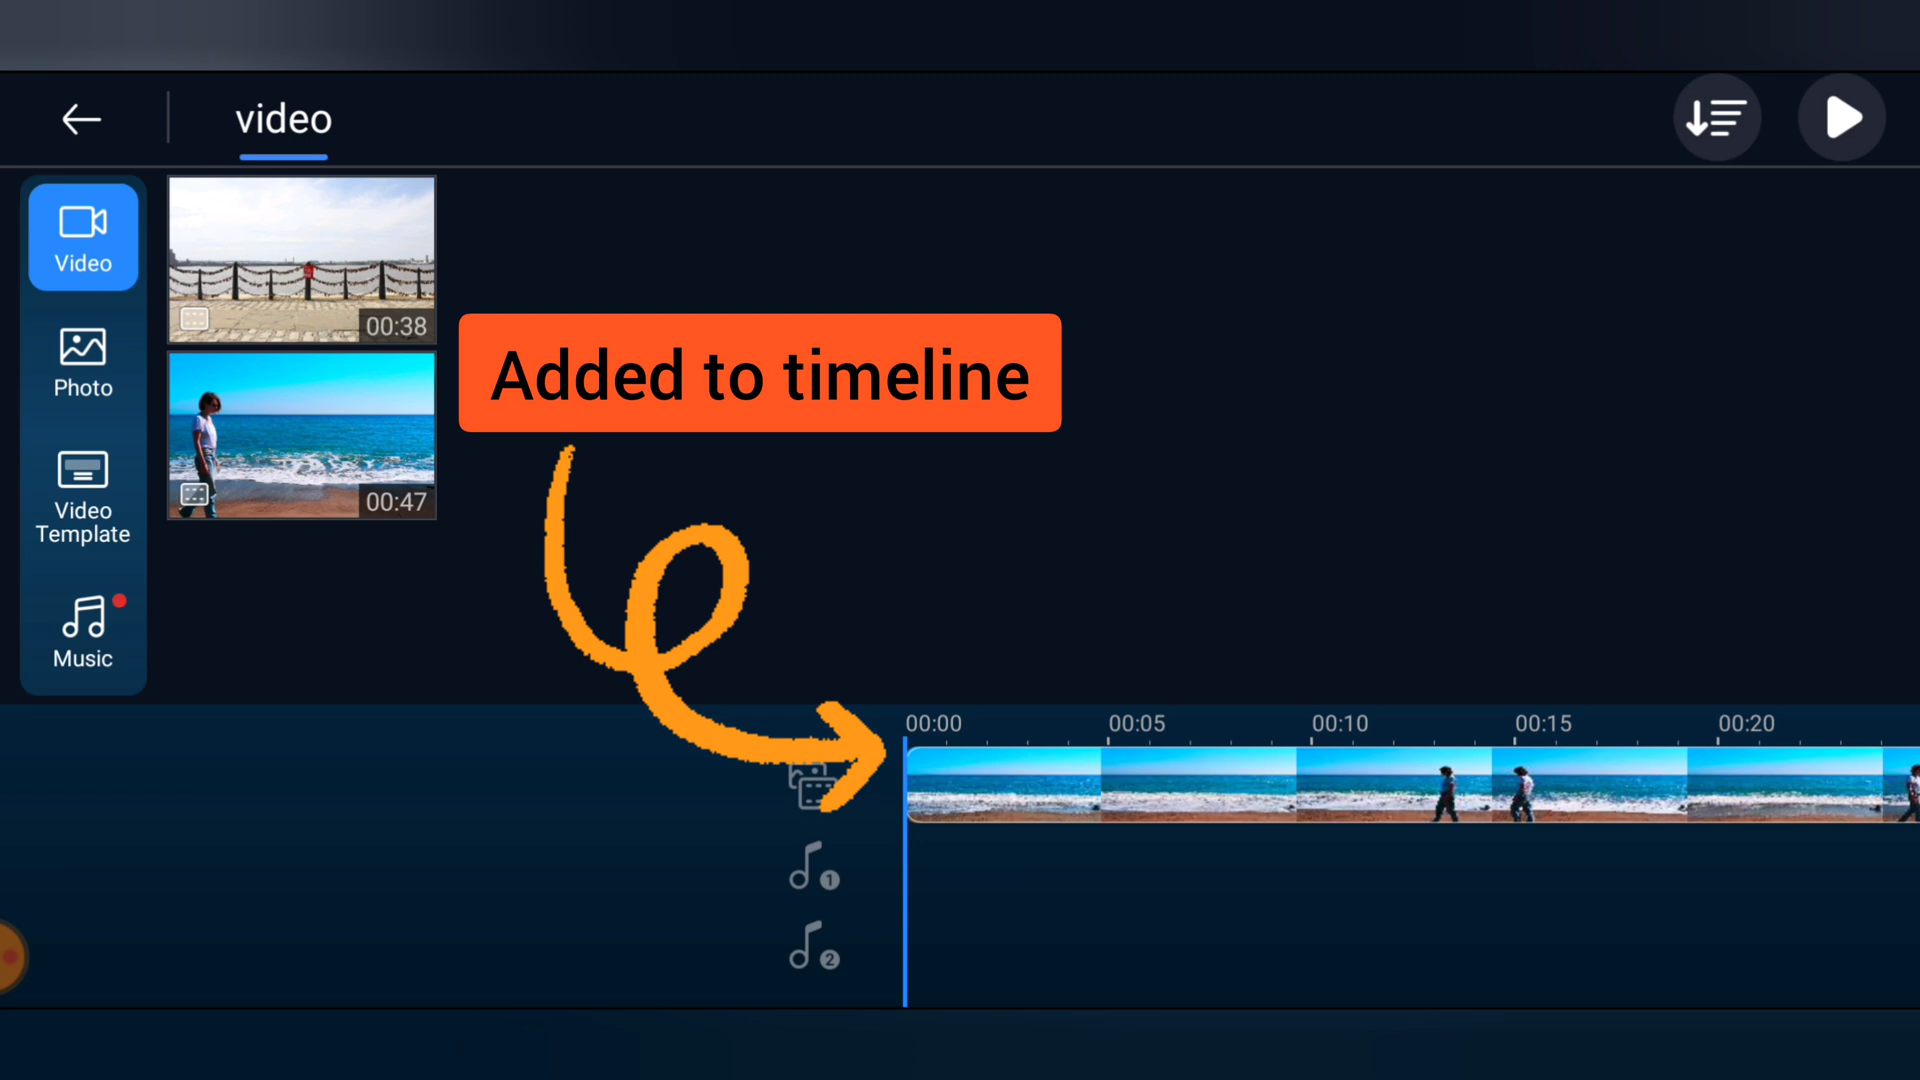 video
Video
Photo
Video
Template
Music
00:38
00:47
Added to timeline
00:00 00:05 00:10 00:15 00:20
1
2